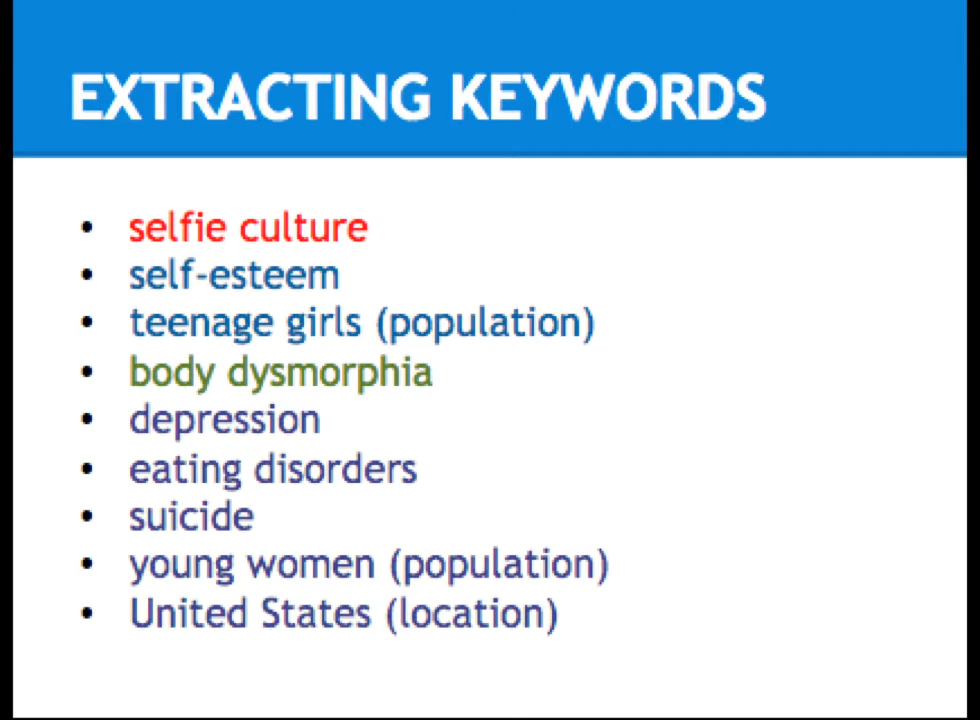 EXTRACTING KEYWORDS
• selfie culture
• self-esteem
• teenage girls (population)
• body dysmorphia
• depression
• eating disorders
• suicide
• young women (population)
• United States (location)